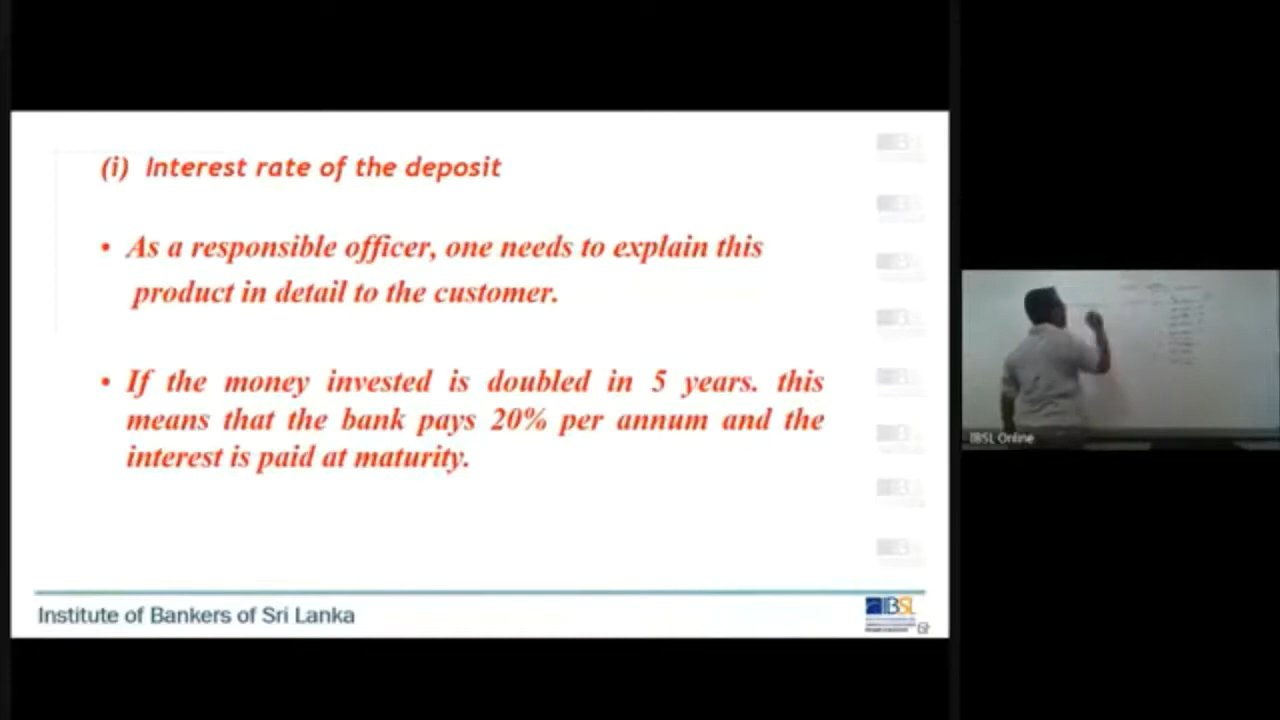 (i) Interest rate of the deposit
• As a responsible officer, one needs to explain this
product in detail to the customer.
• If the money invested is doubled in 5 years. this
means that the bank pays 20% per annum and the
interest is paid at maturity.
Institute of Bankers of Sri Lanka
IBSL
IBSL Online